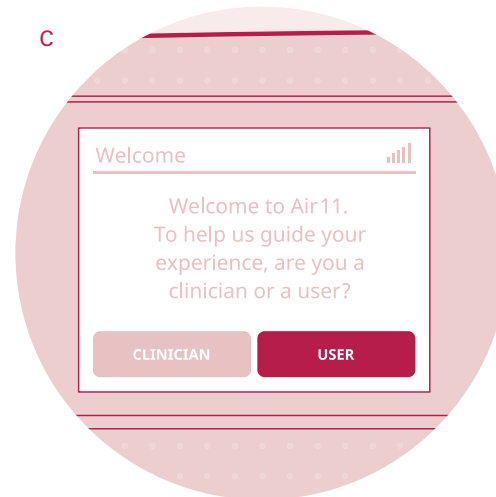 C
Welcome
Welcome to Air11.
To help us guide your
experience, are you a
clinician or a user?
CLINICIAN USER